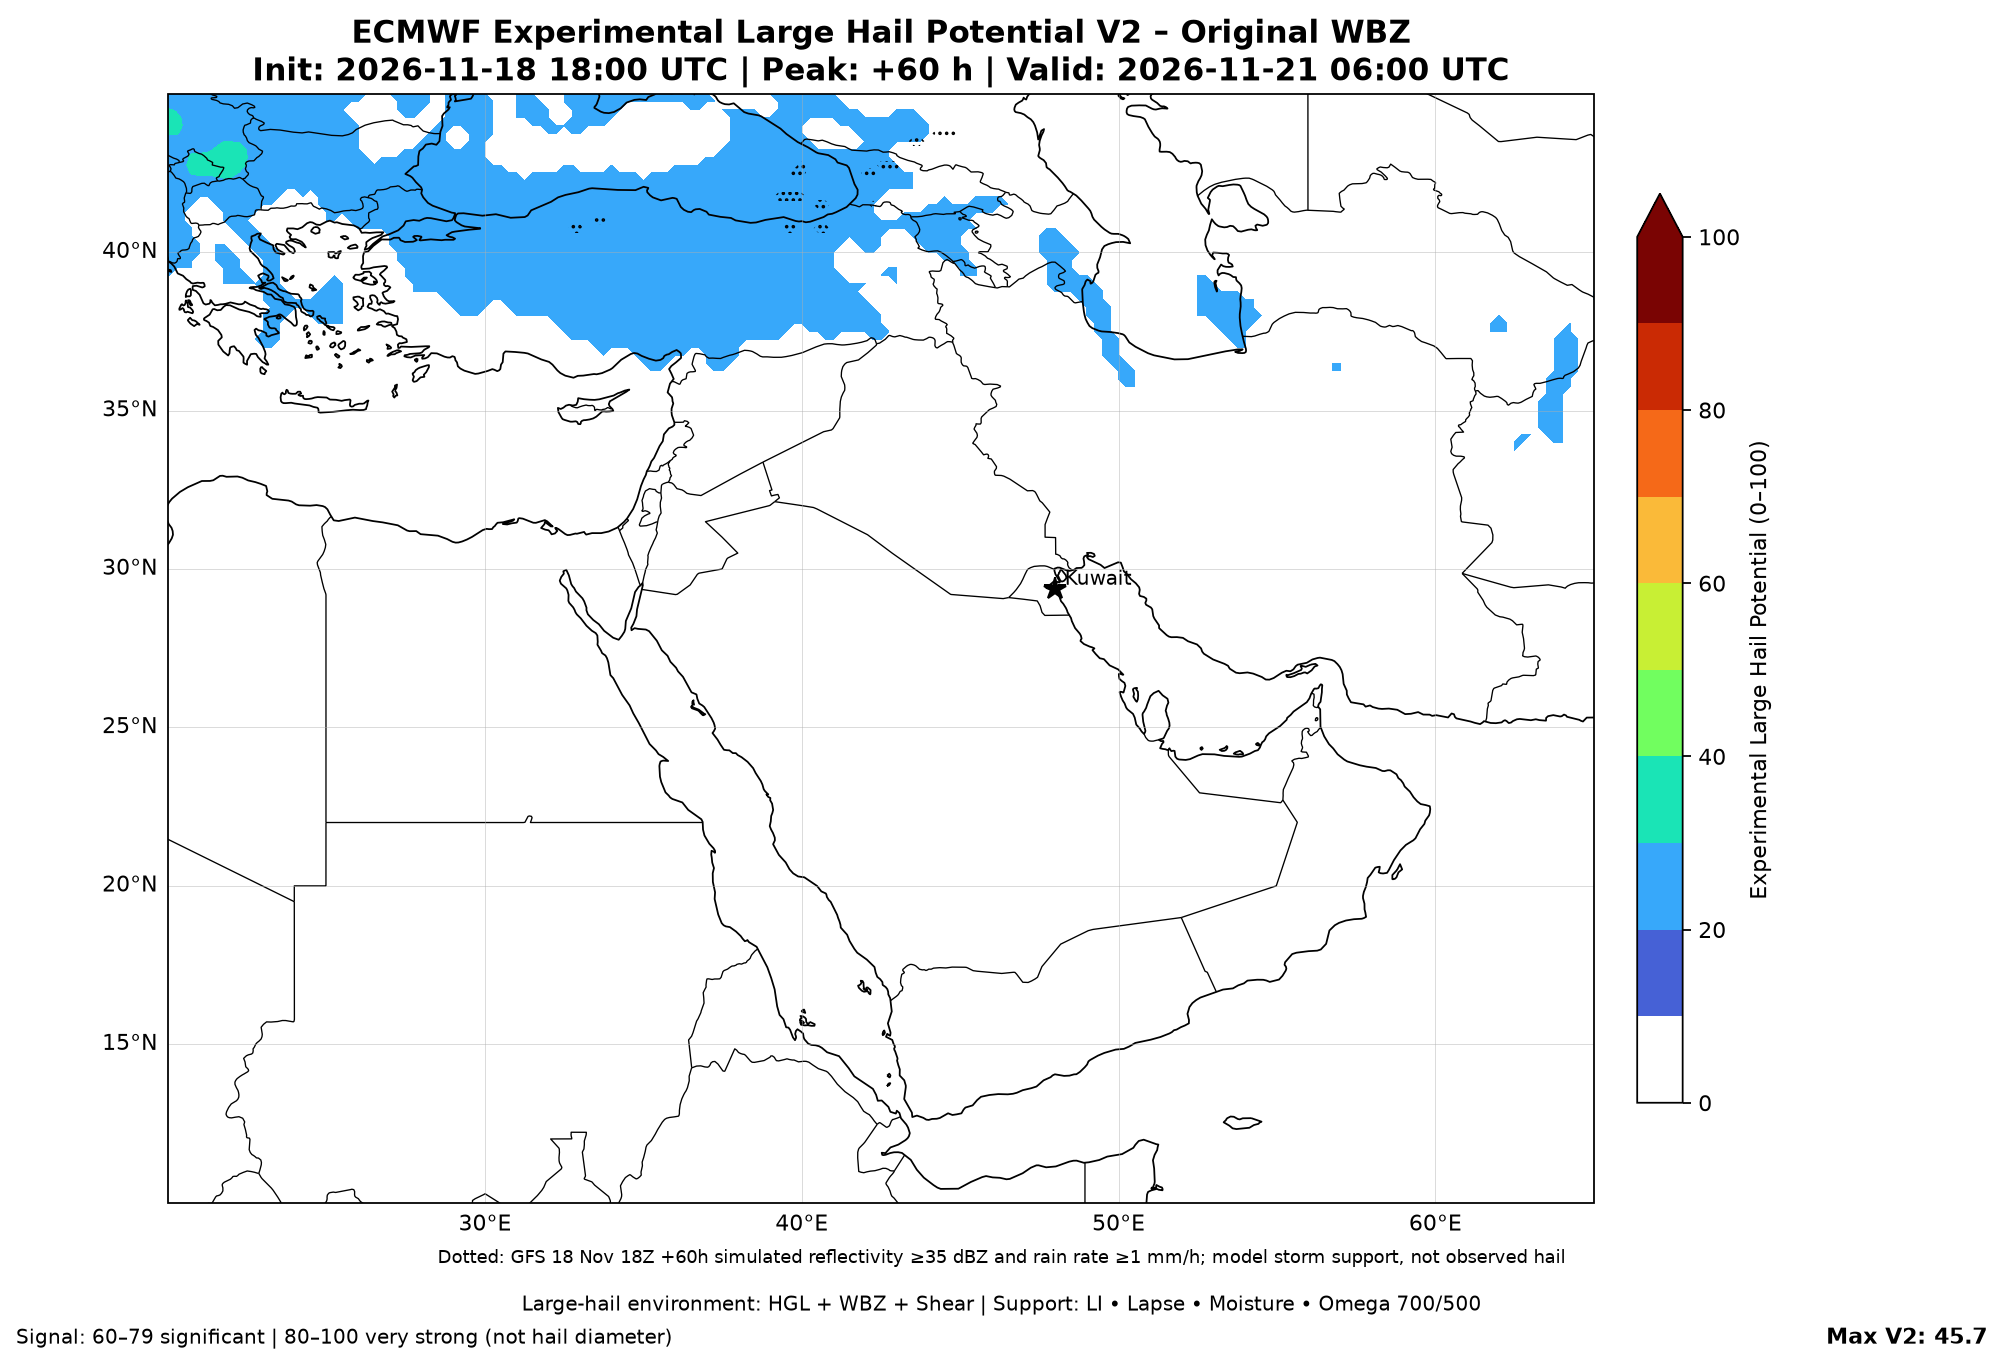 ECMWF Experimental Large Hail Potential V2 – Original WBZ
Init: 2026-11-18 18:00 UTC | Peak: +60 h | Valid: 2026-11-21 06:00 UTC
40°N
35°N
30°N
25°N
20°N
15°N
Kuwait
30°E
40°E
50°E
60°E
100
80
60
40
20
0
Experimental Large Hail Potential (0–100)
Dotted: GFS 18 Nov 18Z +60h simulated reflectivity ≥35 dBZ and rain rate ≥1 mm/h; model storm support, not observed hail
Large-hail environment: HGL + WBZ + Shear | Support: LI • Lapse • Moisture • Omega 700/500
Signal: 60–79 significant | 80–100 very strong (not hail diameter)
Max V2: 45.7